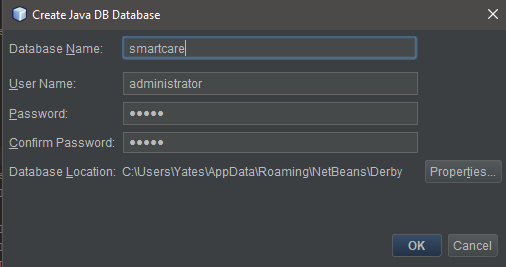 Create Java DB Database
Database Name: smartcare
User Name: administrator
Password: •••••
Confirm Password: •••••
Database Location: C:\Users\Yates\AppData\Roaming\NetBeans\Derby Properties...
OK Cancel